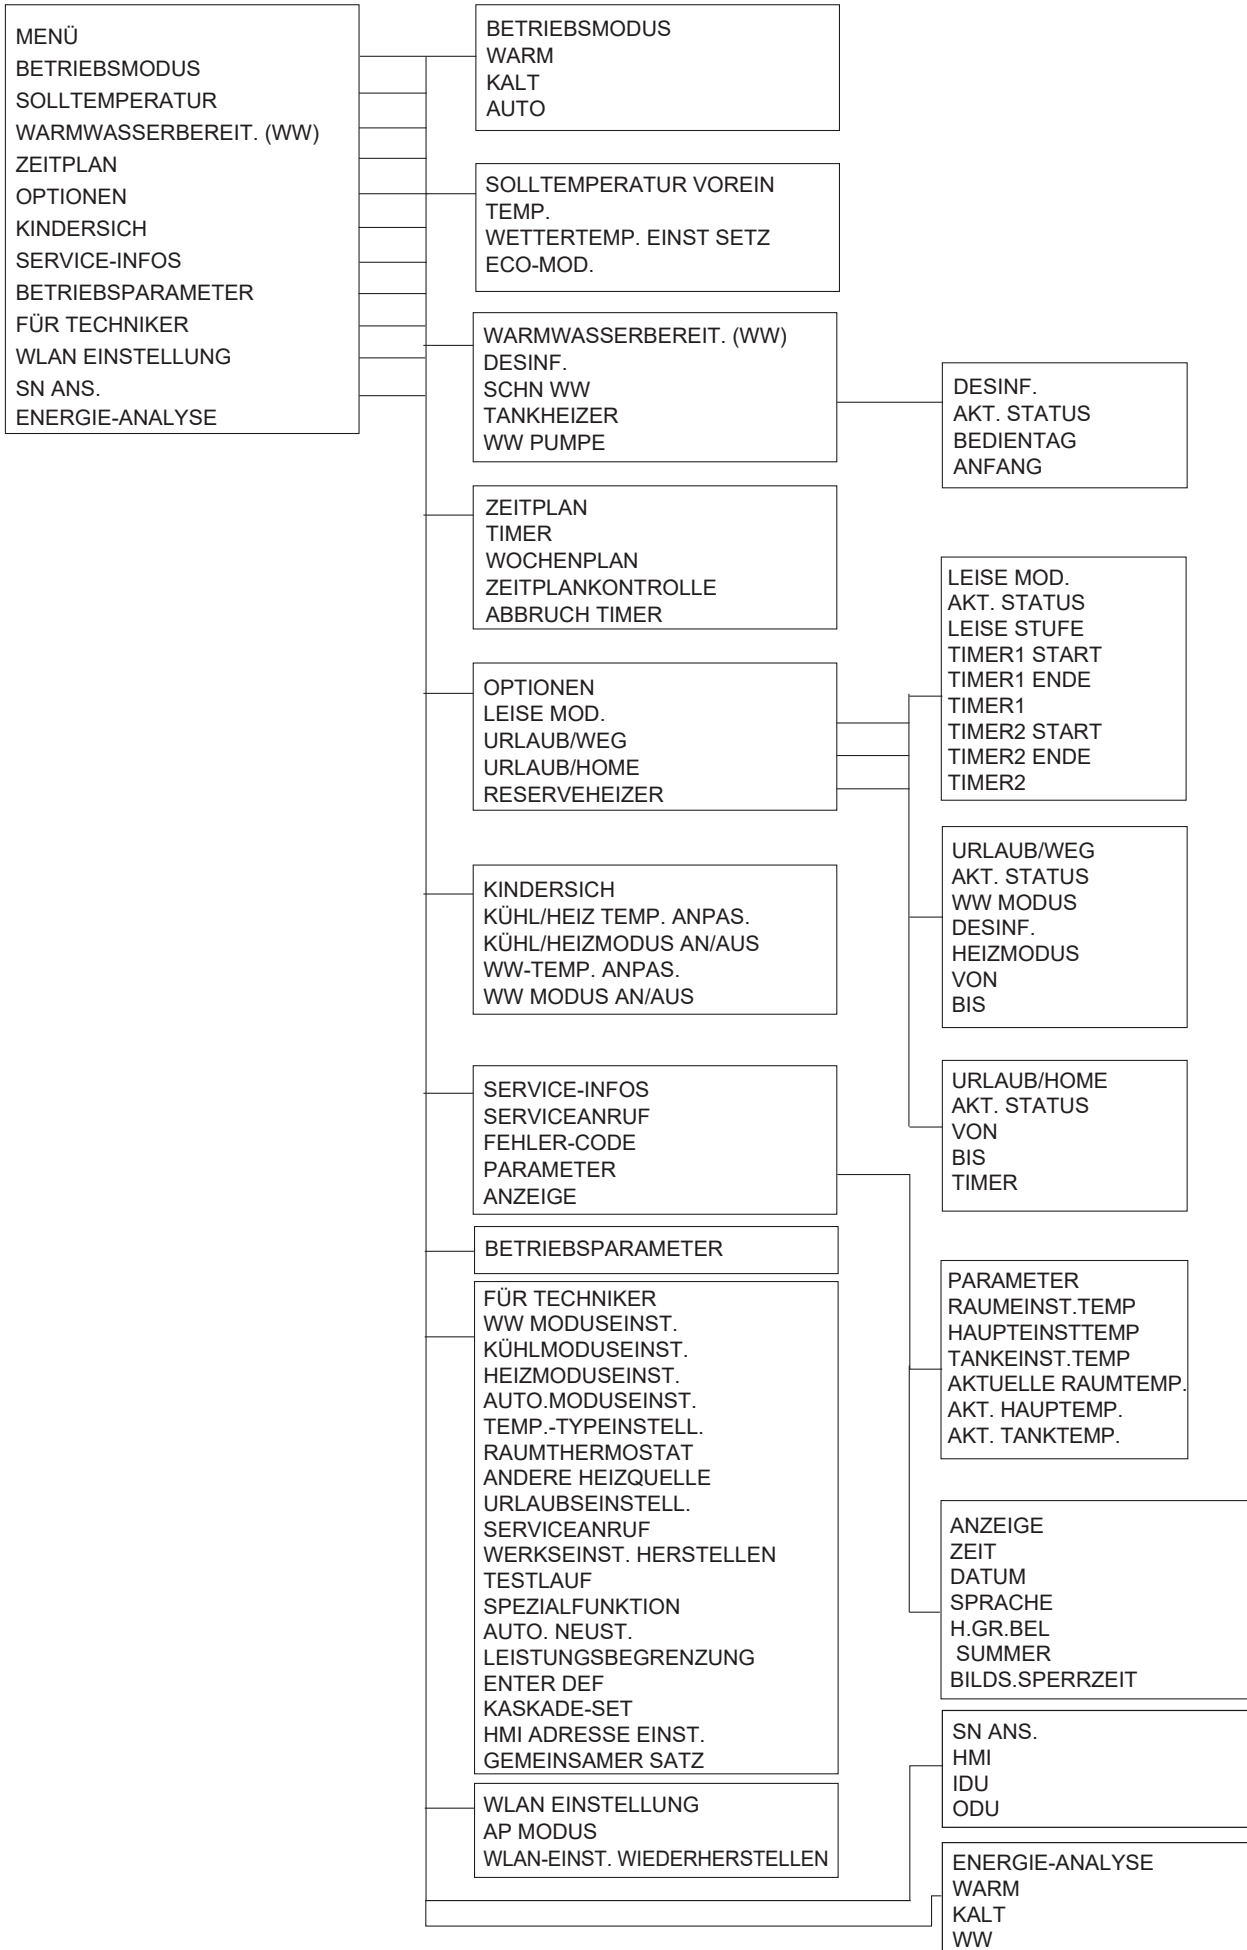 MENÜ
BETRIEBSMODUS
SOLLTEMPERATUR
WARMWASSERBEREIT. (WW)
ZEITPLAN
OPTIONEN
KINDERSICH
SERVICE-INFOS
BETRIEBSPARAMETER
FÜR TECHNIKER
WLAN EINSTELLUNG
SN ANS.
ENERGIE-ANALYSE
BETRIEBSMODUS
WARM
KALT
AUTO
SOLLTEMPERATUR VOREIN
TEMP.
WETTERTEMP. EINST SETZ
ECO-MOD.
WARMWASSERBEREIT. (WW)
DESINF.
SCHN WW
TANKHEIZER
WW PUMPE
DESINF.
AKT. STATUS
BEDIENTAG
ANFANG
ZEITPLAN
TIMER
WOCHENPLAN
ZEITPLANKONTROLLE
ABBRUCH TIMER
OPTIONEN
LEISE MOD.
URLAUB/WEG
URLAUB/HOME
RESERVEHEIZER
LEISE MOD.
AKT. STATUS
LEISE STUFE
TIMER1 START
TIMER1 ENDE
TIMER1
TIMER2 START
TIMER2 ENDE
TIMER2
URLAUB/WEG
AKT. STATUS
WW MODUS
DESINF.
HEIZMODUS
VON
BIS
URLAUB/HOME
AKT. STATUS
VON
BIS
TIMER
KINDERSICH
KÜHL/HEIZ TEMP. ANPAS.
KÜHL/HEIZMODUS AN/AUS
WW-TEMP. ANPAS.
WW MODUS AN/AUS
SERVICE-INFOS
SERVICEANRUF
FEHLER-CODE
PARAMETER
ANZEIGE
PARAMETER
RAUMEINST.TEMP
HAUPTEINSTTEMP
TANKEINST.TEMP
AKTUELLE RAUMTEMP.
AKT. HAUPTEMP.
AKT. TANKTEMP.
ANZEIGE
ZEIT
DATUM
SPRACHE
H.GR.BEL
SUMMER
BILDS.SPERRZEIT
BETRIEBSPARAMETER
FÜR TECHNIKER
WW MODUSEINST.
KÜHLMODUSEINST.
HEIZMODUSEINST.
AUTO.MODUSEINST.
TEMP.-TYPEINSTELL.
RAUMTHERMOSTAT
ANDERE HEIZQUELLE
URLAUBSEINSTELL.
SERVICEANRUF
WERKSEINST. HERSTELLEN
TESTLAUF
SPEZIALFUNKTION
AUTO. NEUST.
LEISTUNGSBEGRENZUNG
ENTER DEF
KASKADE-SET
HMI ADRESSE EINST.
GEMEINSAMER SATZ
WLAN EINSTELLUNG
AP MODUS
WLAN-EINST. WIEDERHERSTELLEN
SN ANS.
HMI
IDU
ODU
ENERGIE-ANALYSE
WARM
KALT
WW